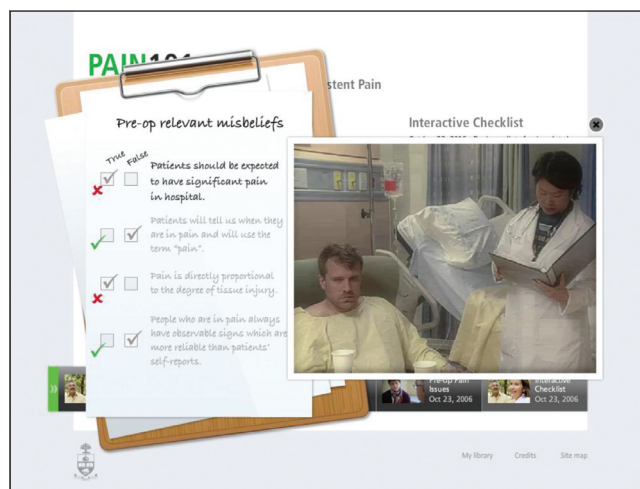 PAIN101
stent Pain
Interactive Checklist
Pre-op relevant misbeliefs
True False
Patients should be expected
to have significant pain
in hospital.
Patients will tell us when they
are in pain and will use the
term "pain".
Pain is directly proportional
to the degree of tissue injury.
People who are in pain always
have observable signs which are
more reliable than patients'
self-reports.
Pre-Op Pain
Issues
Oct 23, 2006
Interactive
Checklist
Oct 23, 2006
My library Credits Site map